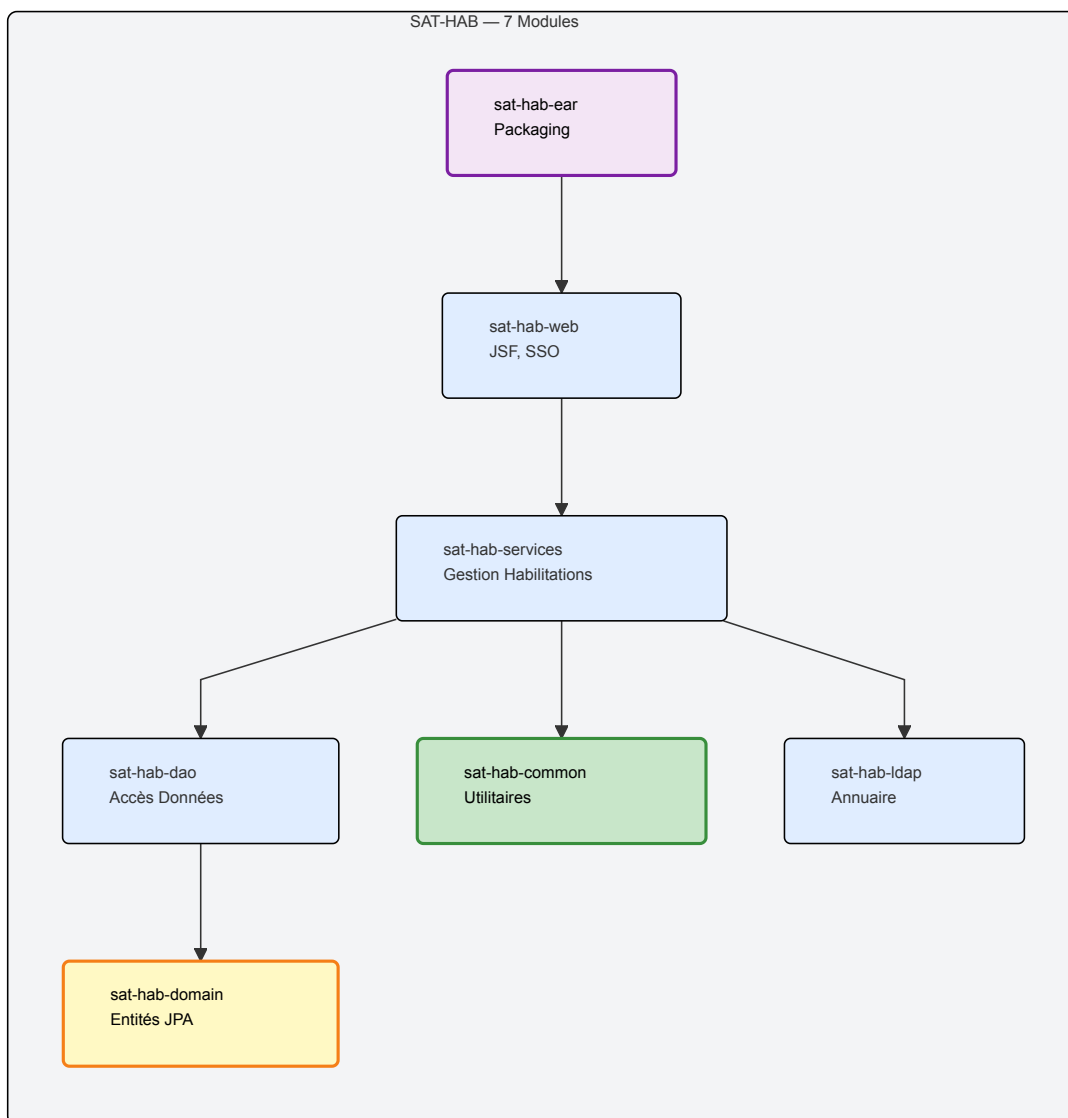 SAT-HAB — 7 Modules
sat-hab-ear
Packaging
sat-hab-web
JSF, SSO
sat-hab-services
Gestion Habilitations
sat-hab-dao
Accès Données
sat-hab-common
Utilitaires
sat-hab-ldap
Annuaire
sat-hab-domain
Entités JPA